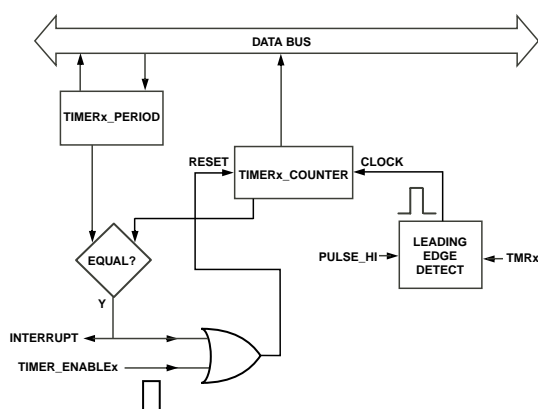 DATA BUS
TIMERx_PERIOD
RESET
TIMERx_COUNTER
CLOCK
EQUAL?
LEADING
EDGE
DETECT
PULSE_HI
TMRx
Y
INTERRUPT
TIMER_ENABLEx